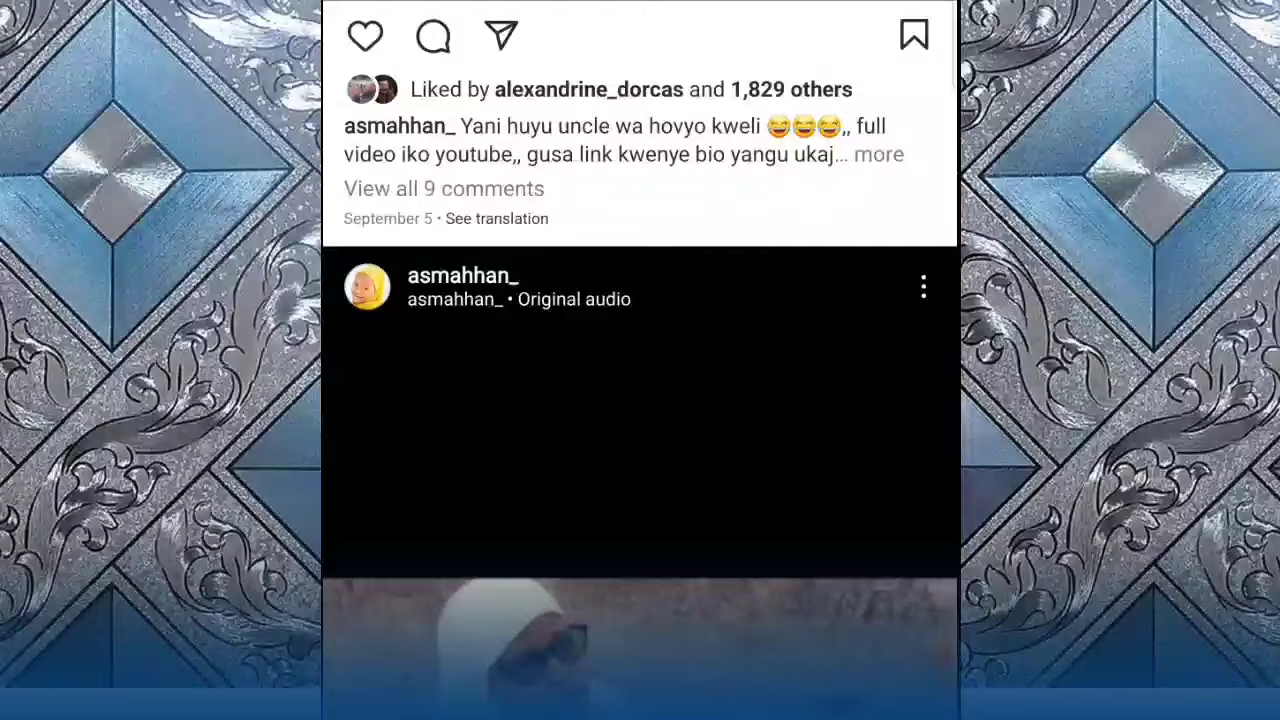 Liked by alexandrine_dorcas and 1,829 others
asmahhan_ Yani huyu uncle wa hovyo kweli 😂😂😂,, full
video iko youtube,, gusa link kwenye bio yangu ukaj... more
View all 9 comments
September 5 • See translation
asmahhan_
asmahhan_ • Original audio